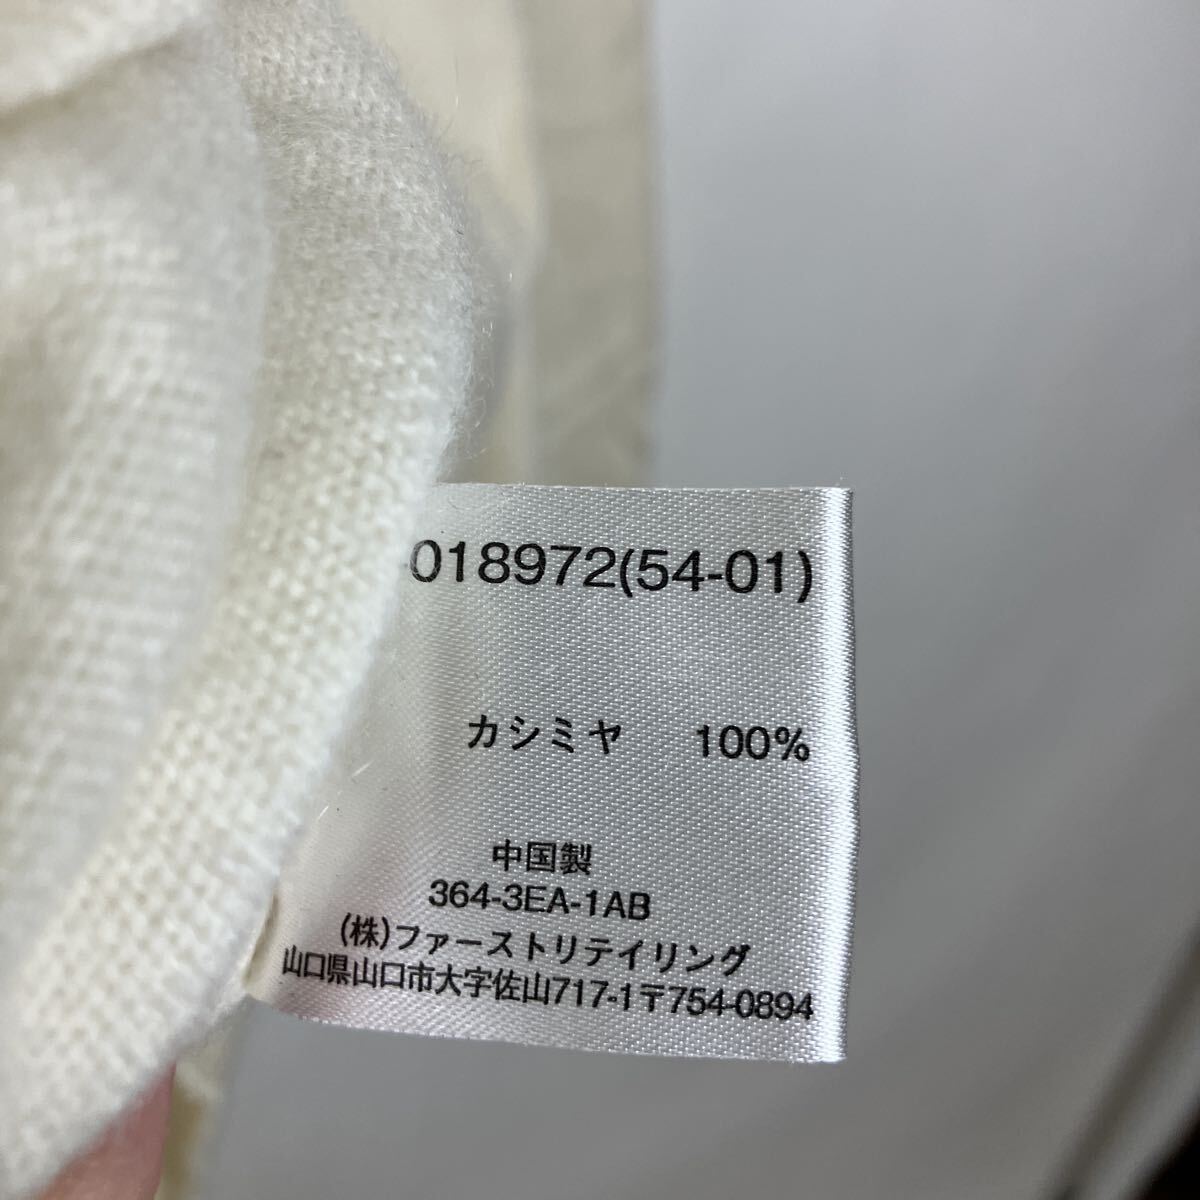 018972(54-01)
カシミヤ 100%
中国製
364-3EA-1AB
(株)ファーストリテイリング
山口県山口市大字佐山717-1〒754-0894